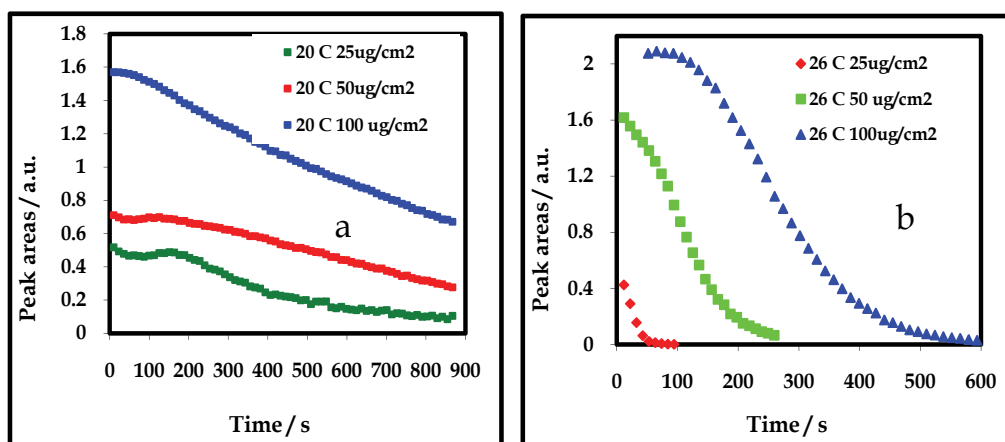 1.8
1.6
1.4
1.2
1
0.8
0.6
0.4
0.2
0
Peak areas / a.u.
20 C 25ug/cm2
20 C 50ug/cm2
20 C 100 ug/cm2
a
0 100 200 300 400 500 600 700 800 900
Time / s
2
1.6
1.2
0.8
0.4
0
Peak areas / a.u.
26 C 25ug/cm2
26 C 50 ug/cm2
26 C 100ug/cm2
b
0 100 200 300 400 500 600
Time / s